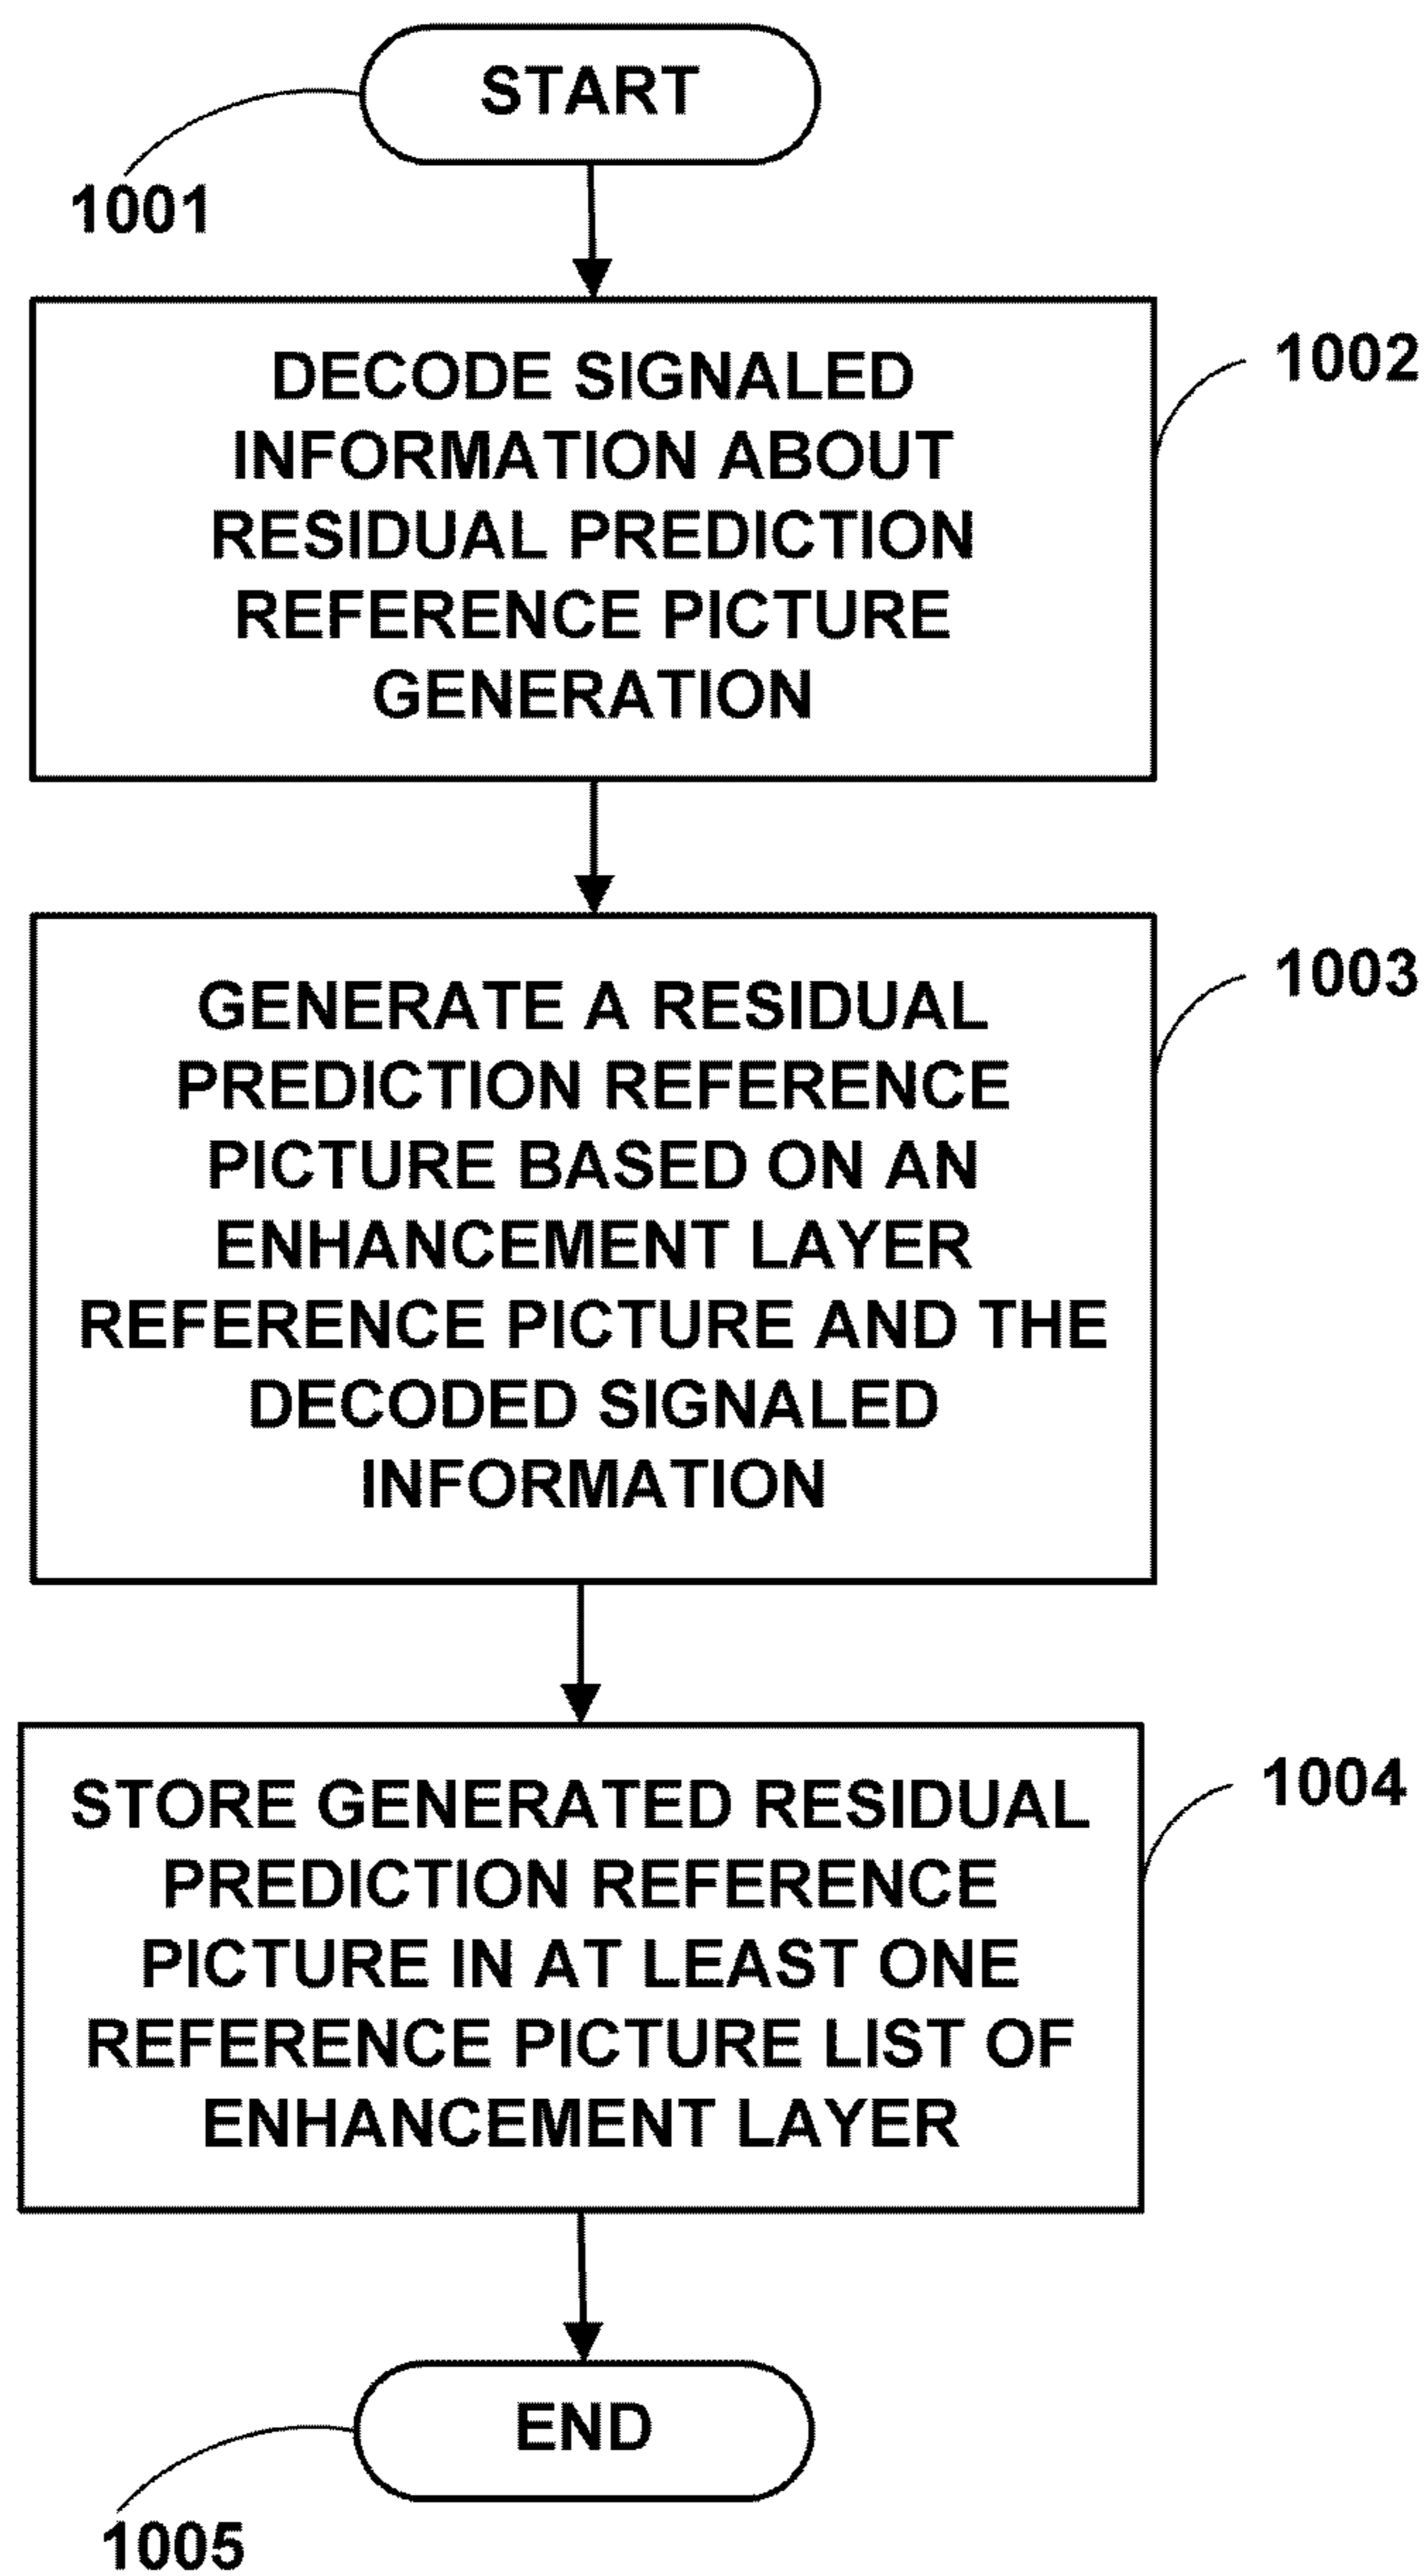 START
1001
DECODE SIGNALED
INFORMATION ABOUT
RESIDUAL PREDICTION
REFERENCE PICTURE
GENERATION
1002
GENERATE A RESIDUAL
PREDICTION REFERENCE
PICTURE BASED ON AN
ENHANCEMENT LAYER
REFERENCE PICTURE AND THE
DECODED SIGNALED
INFORMATION
1003
STORE GENERATED RESIDUAL
PREDICTION REFERENCE
PICTURE IN AT LEAST ONE
REFERENCE PICTURE LIST OF
ENHANCEMENT LAYER
1004
END
1005